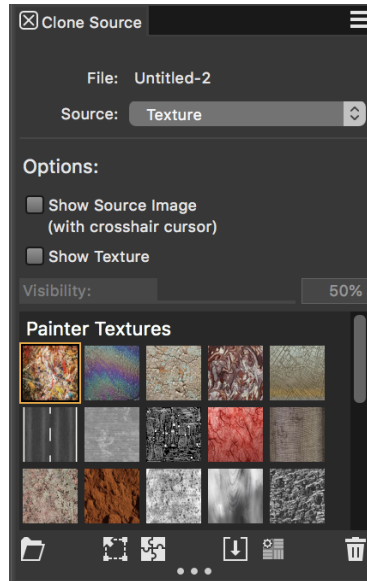 Clone Source
File: Untitled-2
Source: Texture
Options:
Show Source Image
(with crosshair cursor)
Show Texture
Visibility: 50%
Painter Textures